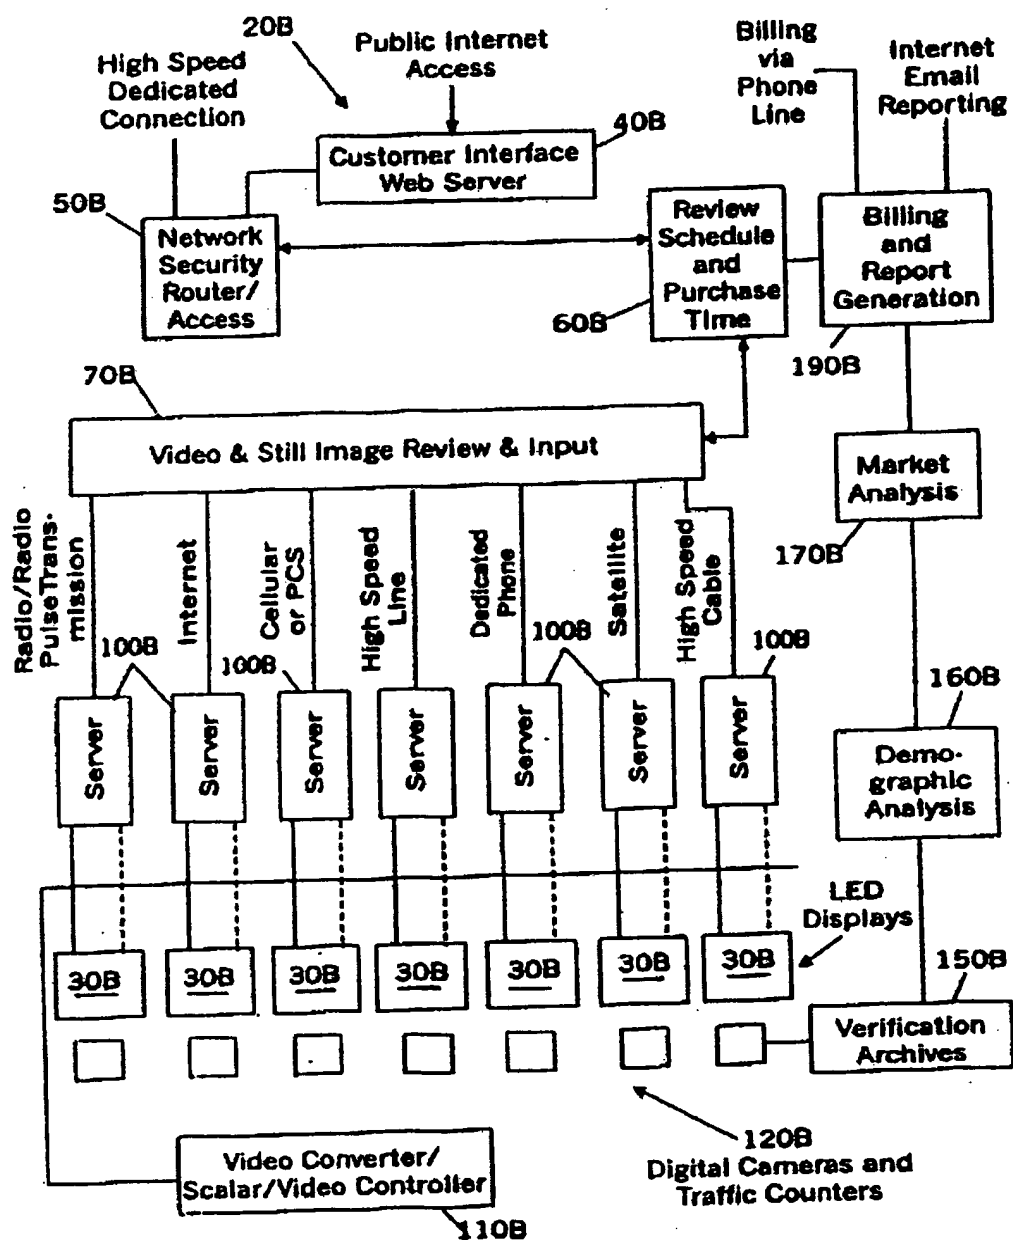 20B
Public Internet
Access
High Speed
Dedicated
Connection
Billing
via
Phone
Line
Internet
Email
Reporting
40B
Customer Interface
Web Server
50B
Network
Security
Router/
Access
Review
Schedule
and
Purchase
Time
60B
Billing
and
Report
Generation
190B
70B
Video & Still Image Review & Input
Market
Analysis
170B
Radio/Radio
PulseTrans-
mission
Internet
Cellular
or PCS
High Speed
Line
Dedicated
Phone
Satellite
High Speed
Cable
100B
100B
100B
100B
Server
Server
Server
Server
Server
Server
Server
160B
Demo-
graphic
Analysis
LED
Displays
30B
30B
30B
30B
30B
30B
30B
150B
Verification
Archives
120B
Digital Cameras and
Traffic Counters
Video Converter/
Scalar/Video Controller
110B